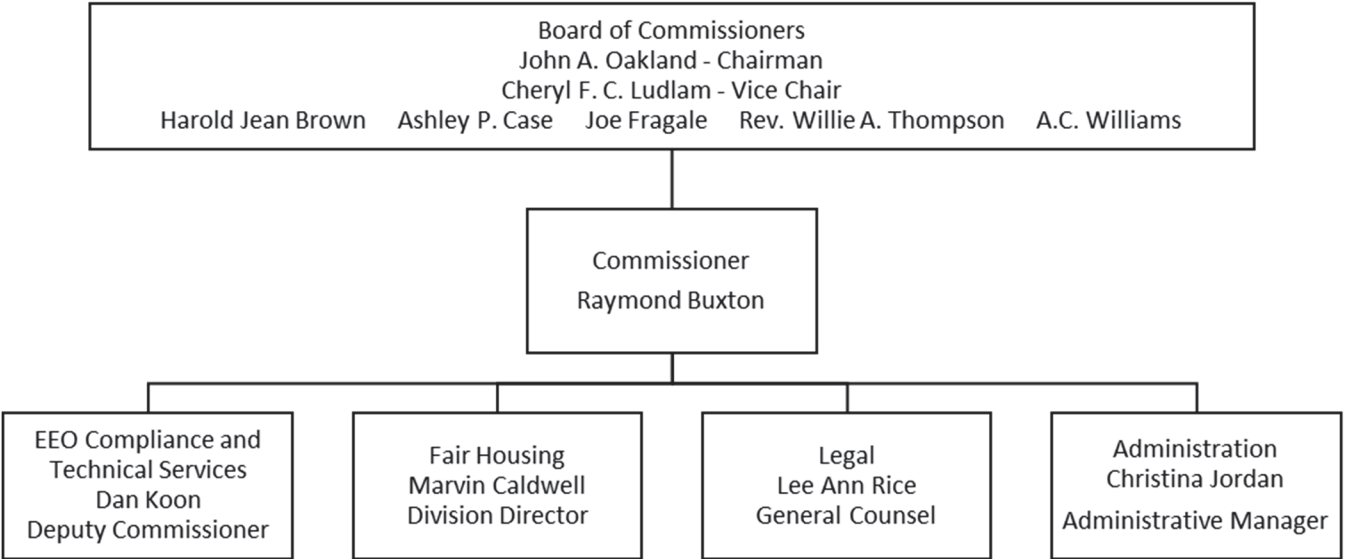 Board of Commissioners
John A. Oakland - Chairman
Cheryl F. C. Ludlam - Vice Chair
Harold Jean Brown Ashley P. Case Joe Fragale Rev. Willie A. Thompson A.C. Williams
Commissioner
Raymond Buxton
EEO Compliance and
Technical Services
Dan Koon
Deputy Commissioner
Fair Housing
Marvin Caldwell
Division Director
Legal
Lee Ann Rice
General Counsel
Administration
Christina Jordan
Administrative Manager